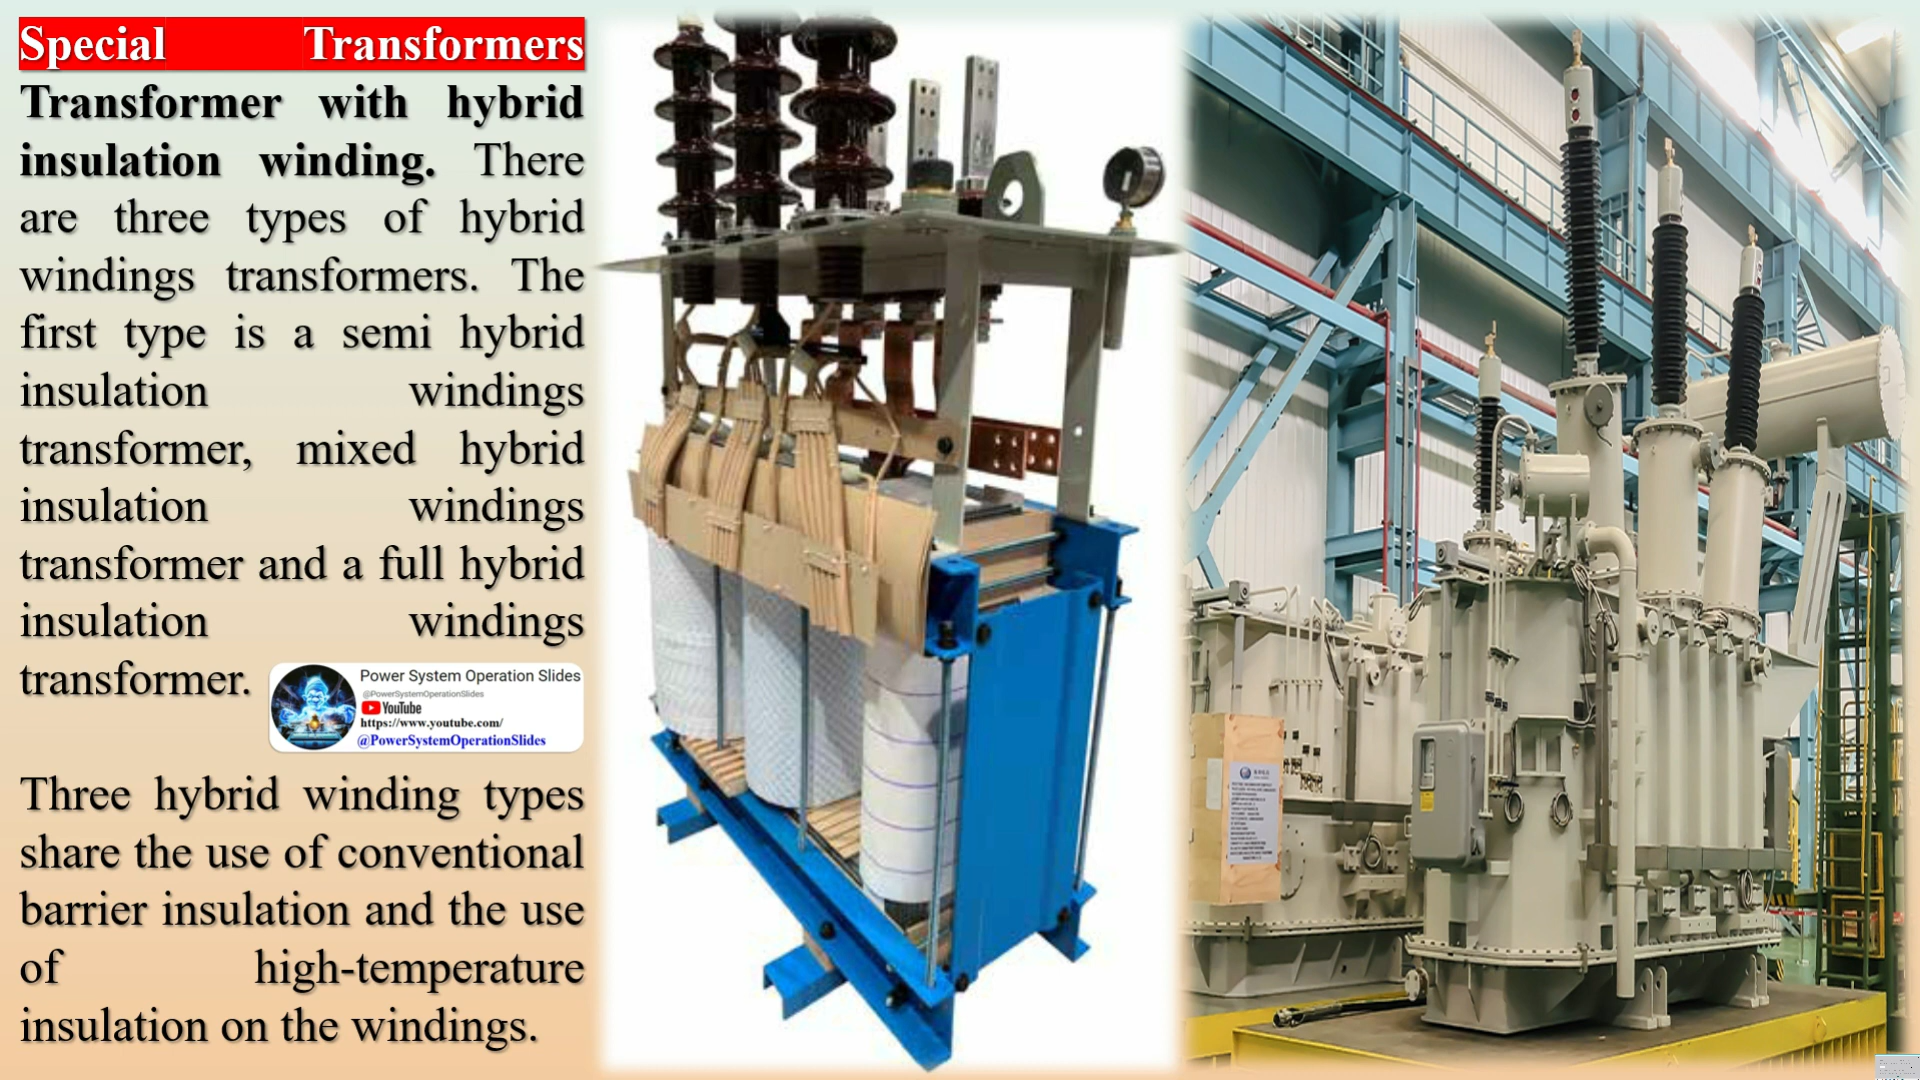 Special Transformers
Transformer with hybrid
insulation winding. There
are three types of hybrid
windings transformers. The
first type is a semi hybrid
insulation windings
transformer, mixed hybrid
insulation windings
transformer and a full hybrid
insulation windings
transformer.
Power System Operation Slides
@PowerSystemOperationSlides
YouTube
https://www.youtube.com/
@PowerSystemOperationSlides
Three hybrid winding types
share the use of conventional
barrier insulation and the use
of high-temperature
insulation on the windings.